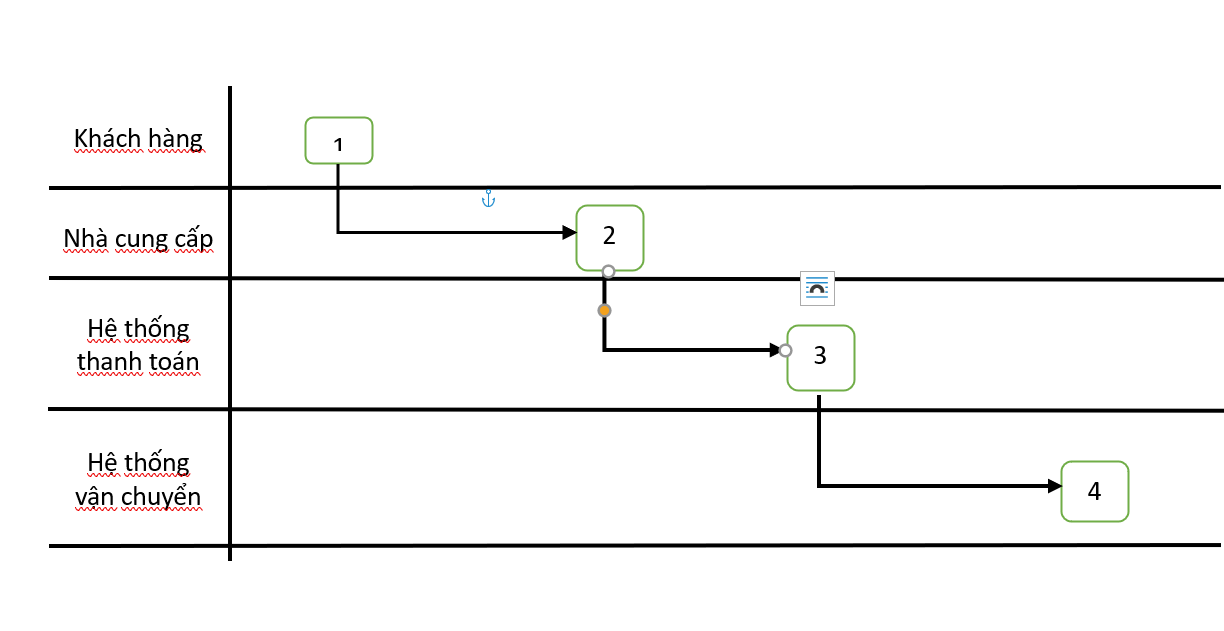 Khách hàng
1
Nhà cung cấp
2
Hệ thống
thanh toán
3
Hệ thống
vận chuyển
4